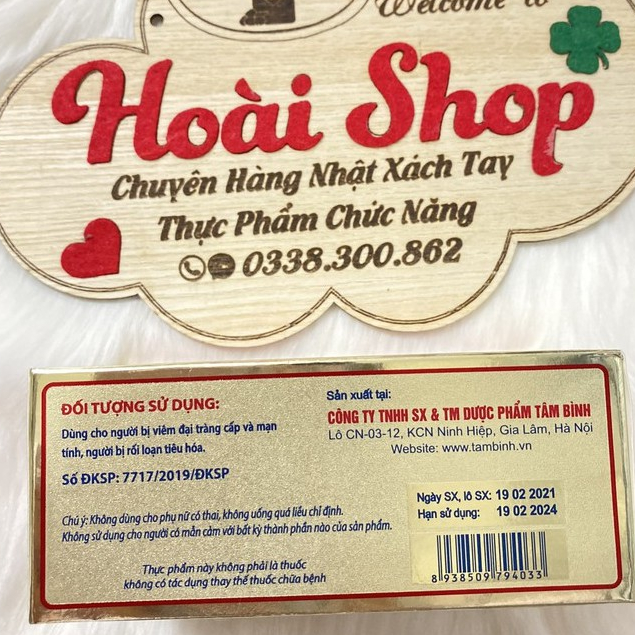 Welcome to
Hoài Shop
Chuyên Hàng Nhật Xách Tay
Thực Phẩm Chức Năng
0338.300.862
ĐỐI TƯỢNG SỬ DỤNG:
Dùng cho người bị viêm đại tràng cấp và mạn
tính, người bị rối loạn tiêu hóa.
Số ĐKSP: 7717/2019/ĐKSP
Chú ý: Không dùng cho phụ nữ có thai, không uống quá liều chỉ định.
Không sử dụng cho người có mẫn cảm với bất kỳ thành phần nào của sản phẩm.
Thực phẩm này không phải là thuốc
không có tác dụng thay thế thuốc chữa bệnh
Sản xuất tại:
CÔNG TY TNHH SX & TM DƯỢC PHẨM TÂM BÌNH
Lô CN-03-12, KCN Ninh Hiệp, Gia Lâm, Hà Nội
Website: www.tambinh.vn
Ngày SX, lô SX: 19 02 2021
Hạn sử dụng: 19 02 2024
8 938509 794033